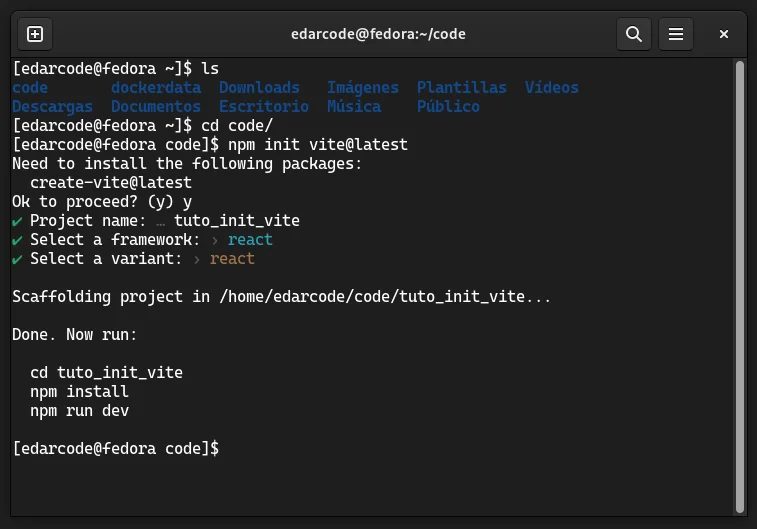 edarcode@fedora:~/code
[edarcode@fedora ~]$ ls
code       dockerdata  Downloads   Imágenes  Plantillas  Vídeos
Descargas  Documentos  Escritorio  Música    Público
[edarcode@fedora ~]$ cd code/
[edarcode@fedora code]$ npm init vite@latest
Need to install the following packages:
  create-vite@latest
Ok to proceed? (y) y
✔ Project name: … tuto_init_vite
✔ Select a framework: › react
✔ Select a variant: › react
Scaffolding project in /home/edarcode/code/tuto_init_vite...
Done. Now run:
  cd tuto_init_vite
  npm install
  npm run dev
[edarcode@fedora code]$